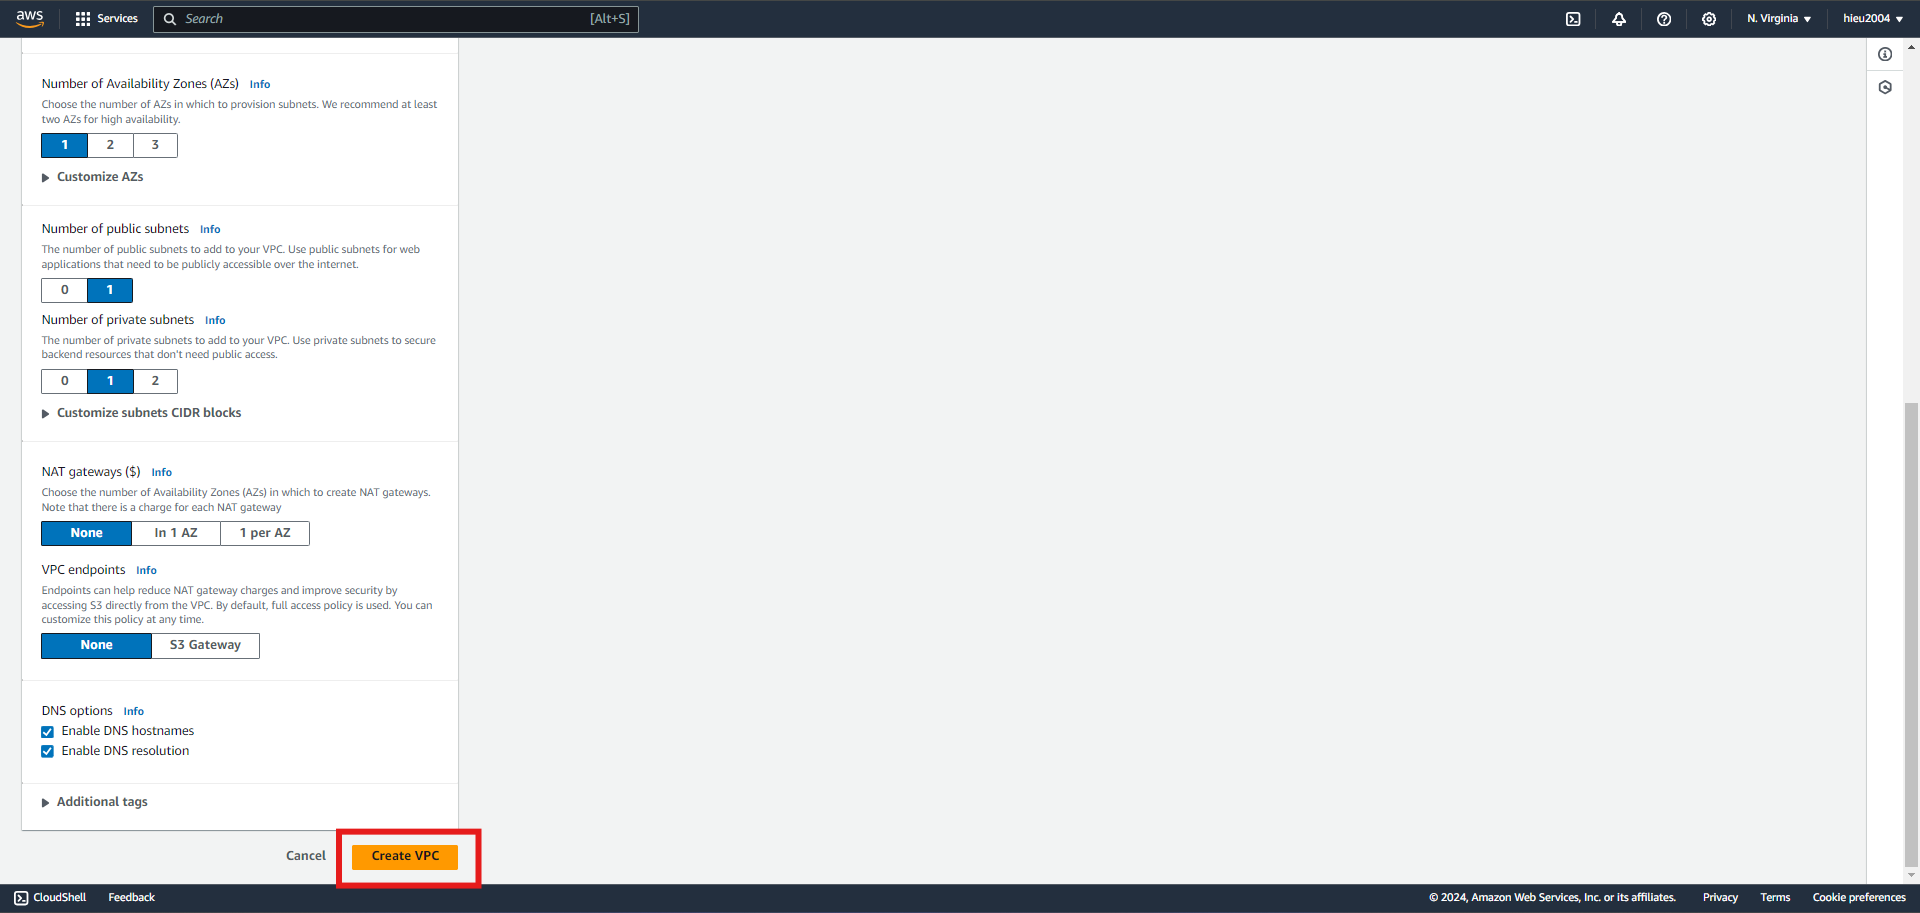 aws
Services
Search
[Alt+S]
N. Virginia
hieu2004
Number of Availability Zones (AZs) Info
Choose the number of AZs in which to provision subnets. We recommend at least
two AZs for high availability.
1 2 3
Customize AZs
Number of public subnets Info
The number of public subnets to add to your VPC. Use public subnets for web
applications that need to be publicly accessible over the internet.
0 1
Number of private subnets Info
The number of private subnets to add to your VPC. Use private subnets to secure
backend resources that don't need public access.
0 1 2
Customize subnets CIDR blocks
NAT gateways ($) Info
Choose the number of Availability Zones (AZs) in which to create NAT gateways.
Note that there is a charge for each NAT gateway
None In 1 AZ 1 per AZ
VPC endpoints Info
Endpoints can help reduce NAT gateway charges and improve security by
accessing S3 directly from the VPC. By default, full access policy is used. You can
customize this policy at any time.
None S3 Gateway
DNS options Info
Enable DNS hostnames
Enable DNS resolution
Additional tags
Cancel Create VPC
CloudShell Feedback © 2024, Amazon Web Services, Inc. or its affiliates. Privacy Terms Cookie preferences